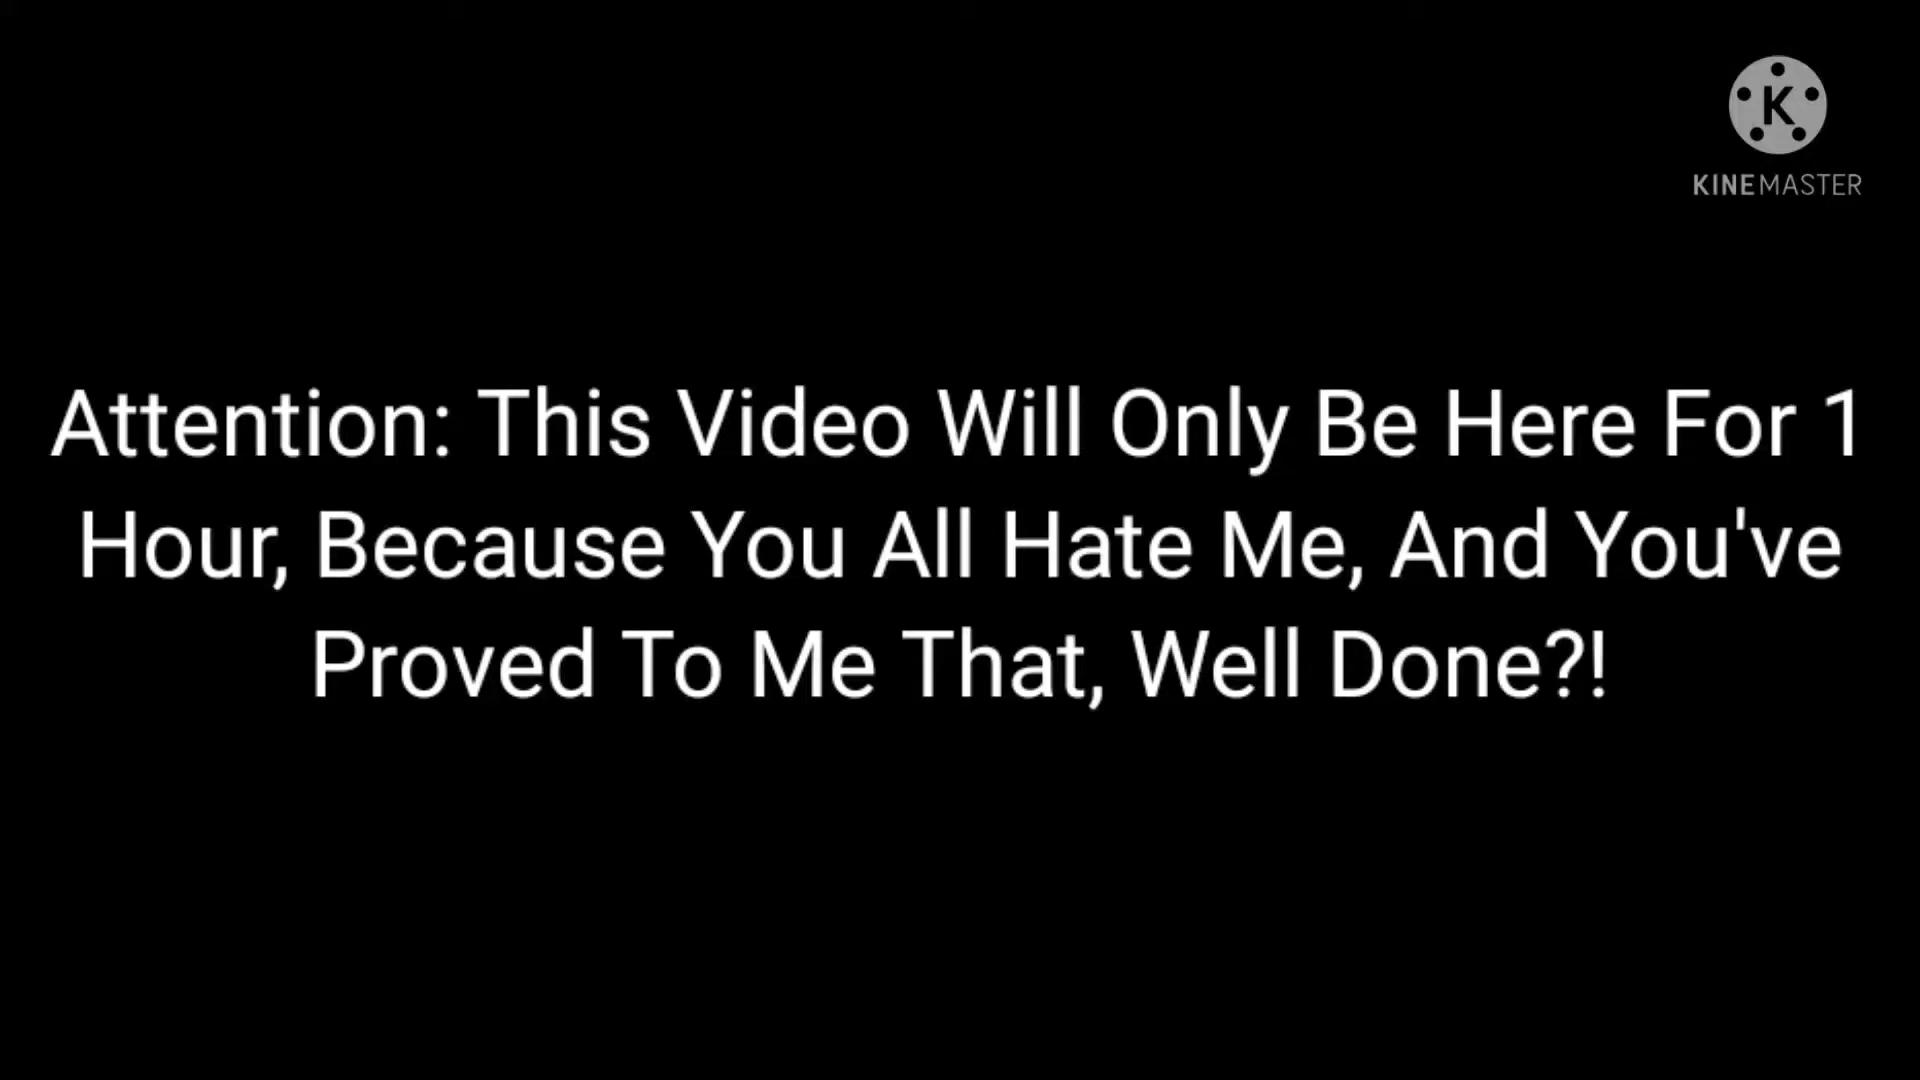 K
KINEMASTER
Attention: This Video Will Only Be Here For 1
Hour, Because You All Hate Me, And You've
Proved To Me That, Well Done?!